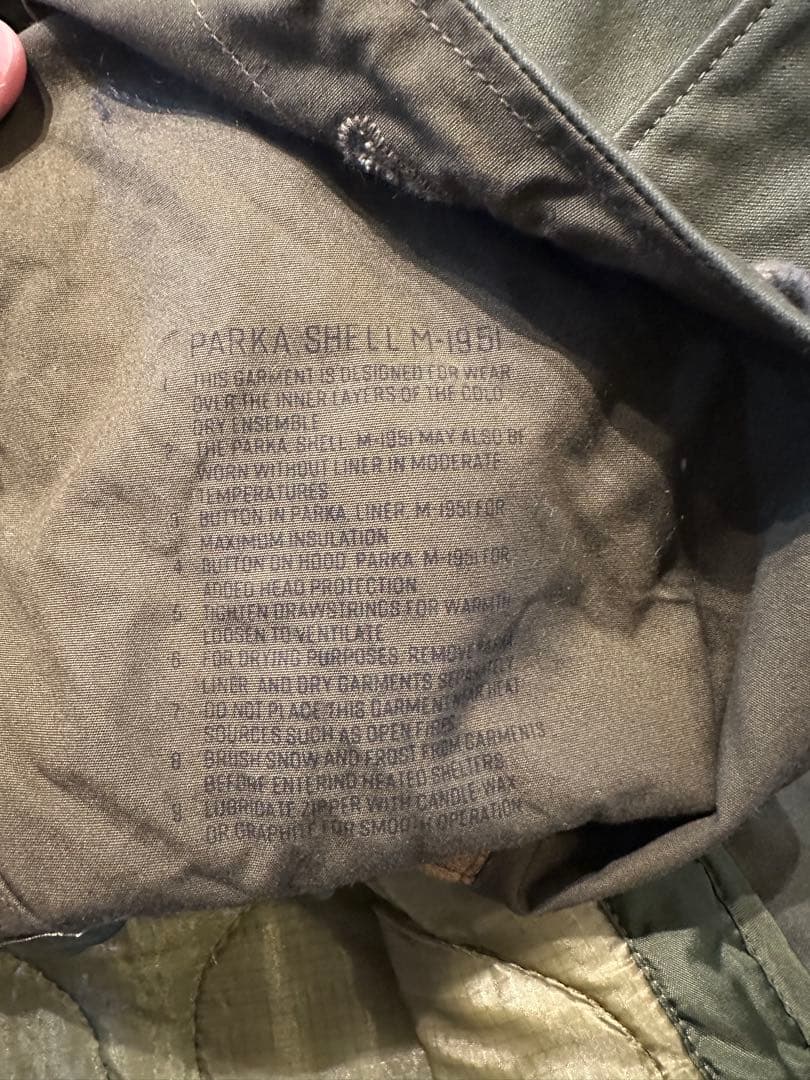 PARKA SHELL M-1951
1 THIS GARMENT IS DESIGNED FOR WEAR
OVER THE INNER LAYERS OF THE COLD
DRY ENSEMBLE
2 THE PARKA, SHELL, M-1951 MAY ALSO BE
WORN WITHOUT LINER IN MODERATE
TEMPERATURES
3 BUTTON IN PARKA, LINER, M-1951 FOR
MAXIMUM INSULATION
4 BUTTON ON HOOD, PARKA, M-1951 FOR
ADDED HEAD PROTECTION
5 TIGHTEN DRAWSTRINGS FOR WARMTH
LOOSEN TO VENTILATE
6 FOR DRYING PURPOSES REMOVE PARKA
LINER AND DRY GARMENTS SEPARATELY
7 DO NOT PLACE THIS GARMENT NEAR HEAT
SOURCES SUCH AS OPEN FIRES
8 BRUSH SNOW AND FROST FROM GARMENTS
BEFORE ENTERING HEATED SHELTERS
9 LUBRICATE ZIPPER WITH CANDLE WAX
OR GRAPHITE FOR SMOOTH OPERATION